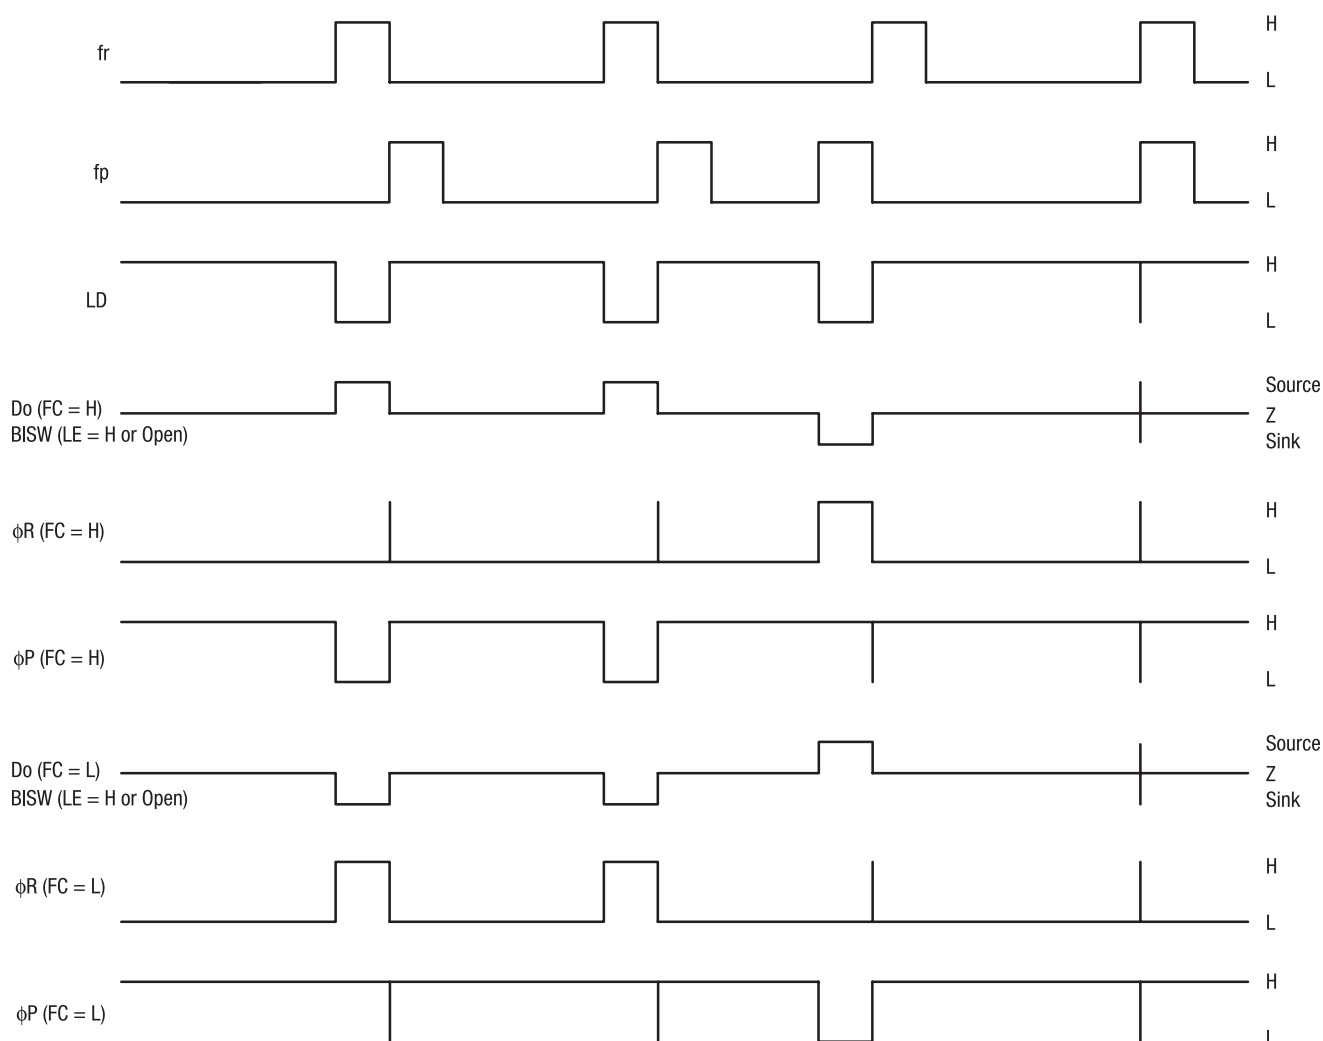 fr
H
L
fp
H
L
LD
H
L
Do (FC = H)
BISW (LE = H or Open)
Source
Z
Sink
ϕR (FC = H)
H
L
ϕP (FC = H)
H
L
Do (FC = L)
BISW (LE = H or Open)
Source
Z
Sink
ϕR (FC = L)
H
L
ϕP (FC = L)
H
L